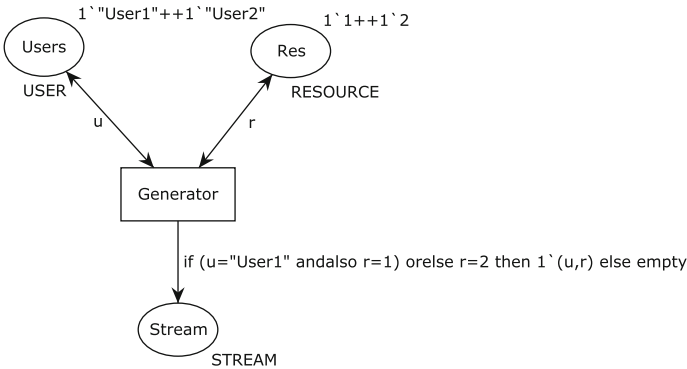 1`"User1"++1`"User2"
1`1++1`2
Users
Res
USER
RESOURCE
u
r
Generator
if (u="User1" andalso r=1) orelse r=2 then 1`(u,r) else empty
Stream
STREAM